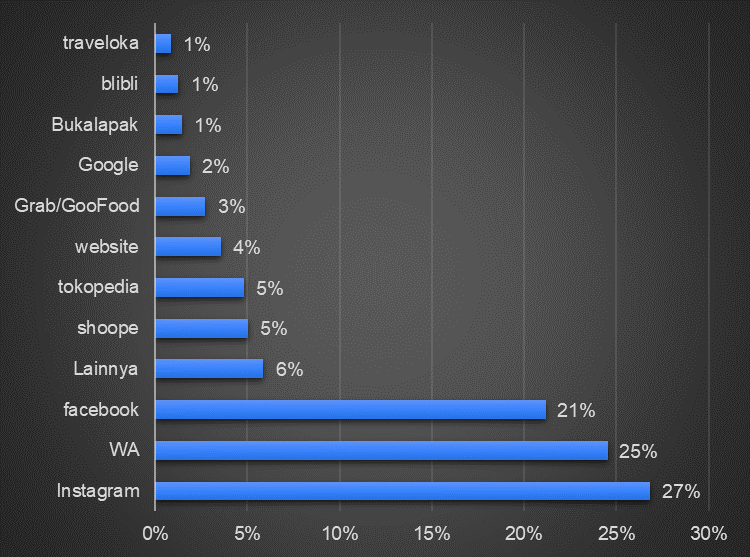 traveloka 1%
blibli 1%
Bukalapak 1%
Google 2%
Grab/GooFood 3%
website 4%
tokopedia 5%
shoope 5%
Lainnya 6%
facebook 21%
WA 25%
Instagram 27%
0% 5% 10% 15% 20% 25% 30%